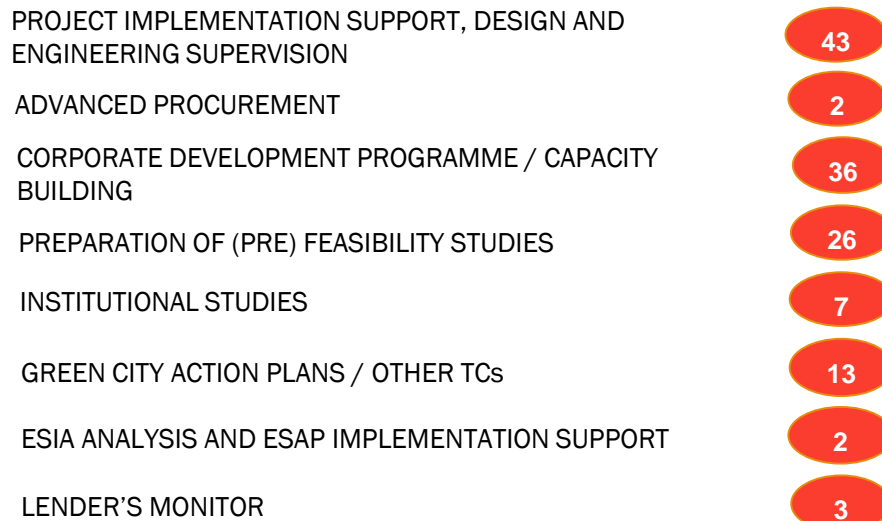 PROJECT IMPLEMENTATION SUPPORT, DESIGN AND
ENGINEERING SUPERVISION
43
ADVANCED PROCUREMENT
2
CORPORATE DEVELOPMENT PROGRAMME / CAPACITY
BUILDING
36
PREPARATION OF (PRE) FEASIBILITY STUDIES
26
INSTITUTIONAL STUDIES
7
GREEN CITY ACTION PLANS / OTHER TCs
13
ESIA ANALYSIS AND ESAP IMPLEMENTATION SUPPORT
2
LENDER'S MONITOR
3